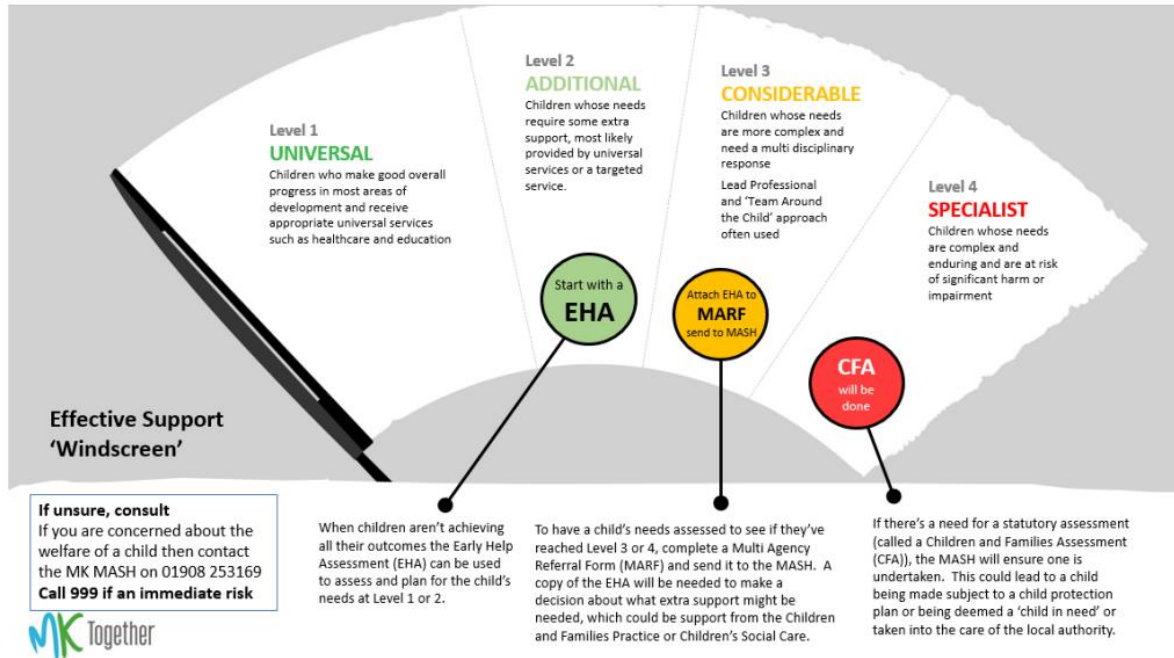 Level 1
UNIVERSAL
Children who make good overall
progress in most areas of
development and receive
appropriate universal services
such as healthcare and education
Level 2
ADDITIONAL
Children whose needs
require some extra
support, most likely
provided by universal
services or a targeted
service.
Level 3
CONSIDERABLE
Children whose needs
are more complex and
need a multi disciplinary
response
Lead Professional
and ‘Team Around
the Child’ approach
often used
Level 4
SPECIALIST
Children whose needs
are complex and
enduring and are at risk
of significant harm or
impairment
Start with a
EHA
Attach EHA to
MARF
send to MASH
CFA
will be
done
Effective Support
‘Windscreen’
If unsure, consult
If you are concerned about the
welfare of a child then contact
the MK MASH on 01908 253169
Call 999 if an immediate risk
MK Together
When children aren’t achieving
all their outcomes the Early Help
Assessment (EHA) can be used
to assess and plan for the child’s
needs at Level 1 or 2.
To have a child’s needs assessed to see if they’ve
reached Level 3 or 4, complete a Multi Agency
Referral Form (MARF) and send it to the MASH.  A
copy of the EHA will be needed to make a
decision about what extra support might be
needed, which could be support from the Children
and Families Practice or Children’s Social Care.
If there’s a need for a statutory assessment
(called a Children and Families Assessment
(CFA)), the MASH will ensure one is
undertaken.  This could lead to a child
being made subject to a child protection
plan or being deemed a ‘child in need’ or
taken into the care of the local authority.